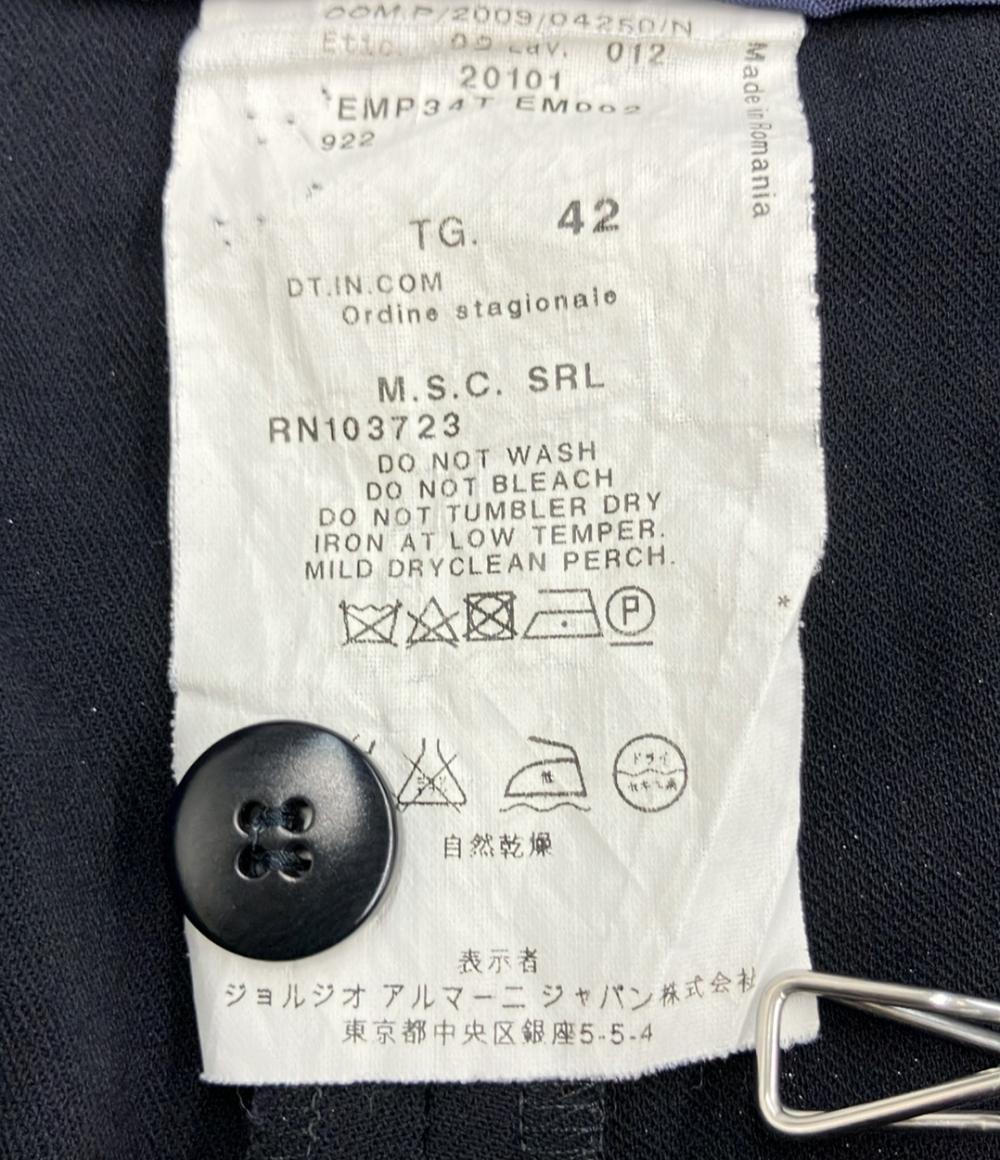 COM.P/2009/04250/N
Etic. 09 Lav. 012
20101
EMP34T EM002
922
Made in Romania
TG. 42
DT.IN.COM
Ordine stagionale
M.S.C. SRL
RN103723
DO NOT WASH
DO NOT BLEACH
DO NOT TUMBLER DRY
IRON AT LOW TEMPER.
MILD DRYCLEAN PERCH.
*
P
低 ドライ
自然乾燥
表示者
ジョルジオ アルマーニ ジャパン株式会社
東京都中央区銀座5-5-4